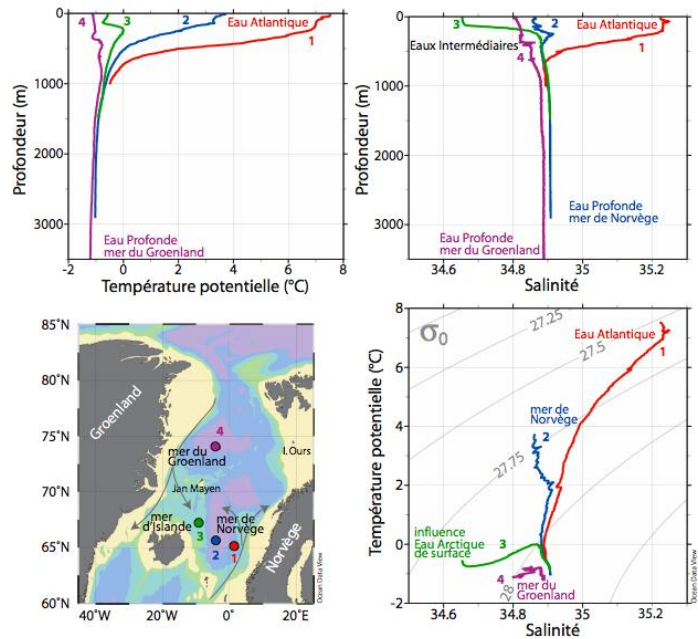 0
1000
2000
3000
Profondeur (m)
4
3
2
Eau Atlantique
1
Eau Profonde
mer du Groenland
-2
0
2
4
6
8
Température potentielle (°C)
0
1000
2000
3000
Profondeur (m)
3
2
Eau Atlantique
Eaux Intermédiaires
4
1
Eau Profonde
mer de Norvège
Eau Profonde
mer du Groenland
34.6
34.8
35
35.2
Salinité
85°N
80°N
75°N
70°N
65°N
60°N
Groenland
4
mer du
Groenland
I.Ours
Jan Mayen
mer
d'Islande
3
mer de
Norvège
2
1
Norvège
40°W
20°W
0°
20°E
Ocean Data View
8
6
4
2
0
-2
Température potentielle (°C)
σ0
27.25
27.5
27.75
28
Eau Atlantique
1
mer de
Norvège
2
influence
Eau Arctique
de surface
3
4
mer du
Groenland
34.6
34.8
35
35.2
Salinité
Ocean Data View